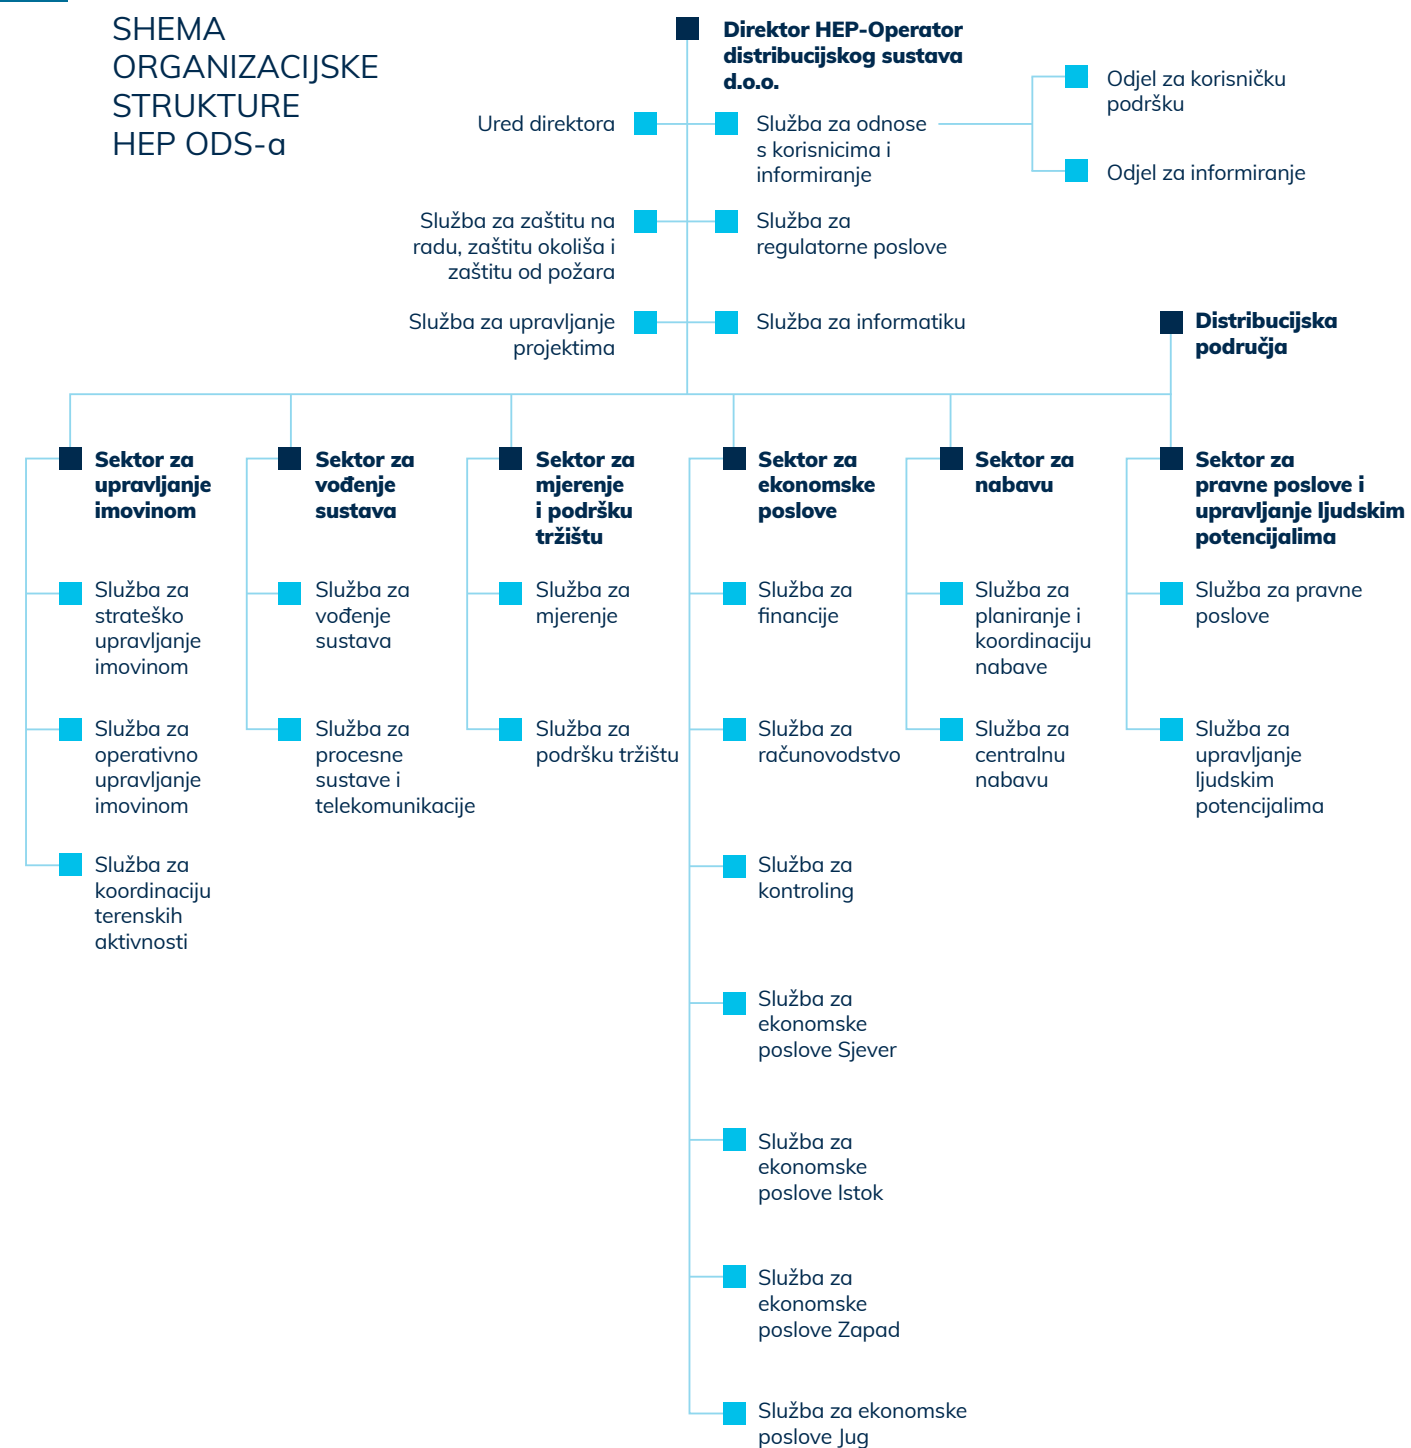 SHEMA
ORGANIZACIJSKE
STRUKTURE
HEP ODS-a
Direktor HEP-Operator
distribucijskog sustava
d.o.o.
Ured direktora
Služba za odnose
s korisnicima i
informiranje
Odjel za korisničku
podršku
Odjel za informiranje
Služba za zaštitu na
radu, zaštitu okoliša i
zaštitu od požara
Služba za
regulatorne poslove
Služba za upravljanje
projektima
Služba za informatiku
Distribucijska
područja
Sektor za
upravljanje
imovinom
Služba za
strateško
upravljanje
imovinom
Služba za
operativno
upravljanje
imovinom
Služba za
koordinaciju
terenskih
aktivnosti
Sektor za
vođenje
sustava
Služba za
vođenje
sustava
Služba za
procesne
sustave i
telekomunikacije
Sektor za
mjerenje
i podršku
tržištu
Služba za
mjerenje
Služba za
podršku tržištu
Sektor za
ekonomske
poslove
Služba za
financije
Služba za
računovodstvo
Služba za
kontroling
Služba za
ekonomske
poslove Sjever
Služba za
ekonomske
poslove Istok
Služba za
ekonomske
poslove Zapad
Služba za ekonomske
poslove Jug
Sektor za
nabavu
Služba za
planiranje i
koordinaciju
nabave
Služba za
centralnu
nabavu
Sektor za
pravne poslove i
upravljanje ljudskim
potencijalima
Služba za pravne
poslove
Služba za
upravljanje
ljudskim
potencijalima